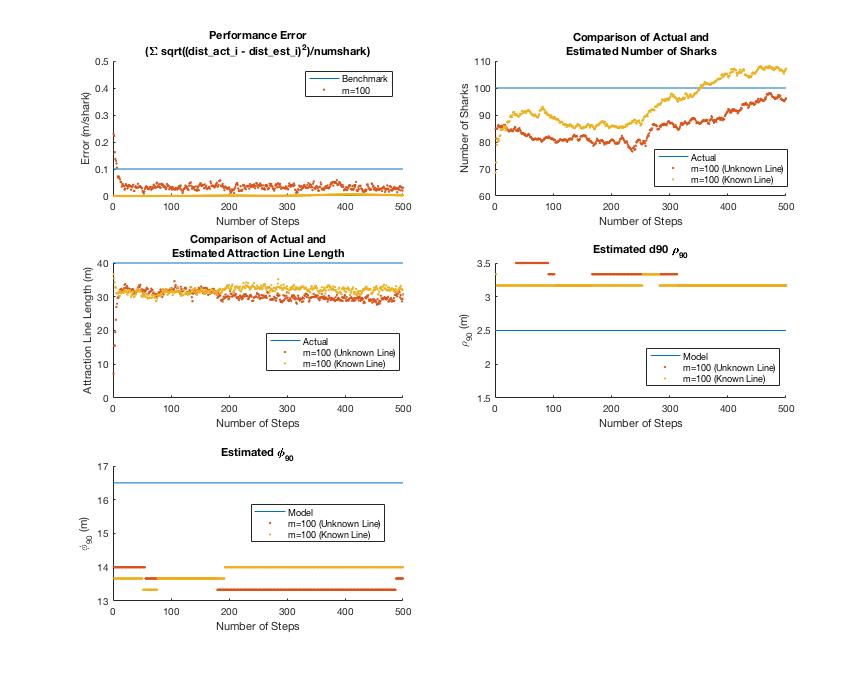 Performance Error
(Σ sqrt((dist_act_i - dist_est_i)²)/numshark)
0.5
0.4
0.3
0.2
0.1
0
Error (m/shark)
Benchmark
m=100
0 100 200 300 400 500
Number of Steps
Comparison of Actual and
Estimated Number of Sharks
110
100
90
80
70
60
Number of Sharks
Actual
m=100 (Unknown Line)
m=100 (Known Line)
0 100 200 300 400 500
Number of Steps
Comparison of Actual and
Estimated Attraction Line Length
40
30
20
10
0
Attraction Line Length (m)
Actual
m=100 (Unknown Line)
m=100 (Known Line)
0 100 200 300 400 500
Number of Steps
Estimated d90 ρ90
3.5
3
2.5
2
1.5
ρ90 (m)
Model
m=100 (Unknown Line)
m=100 (Known Line)
0 100 200 300 400 500
Number of Steps
Estimated ϕ90
17
16
15
14
13
ϕ90 (m)
Model
m=100 (Unknown Line)
m=100 (Known Line)
0 100 200 300 400 500
Number of Steps